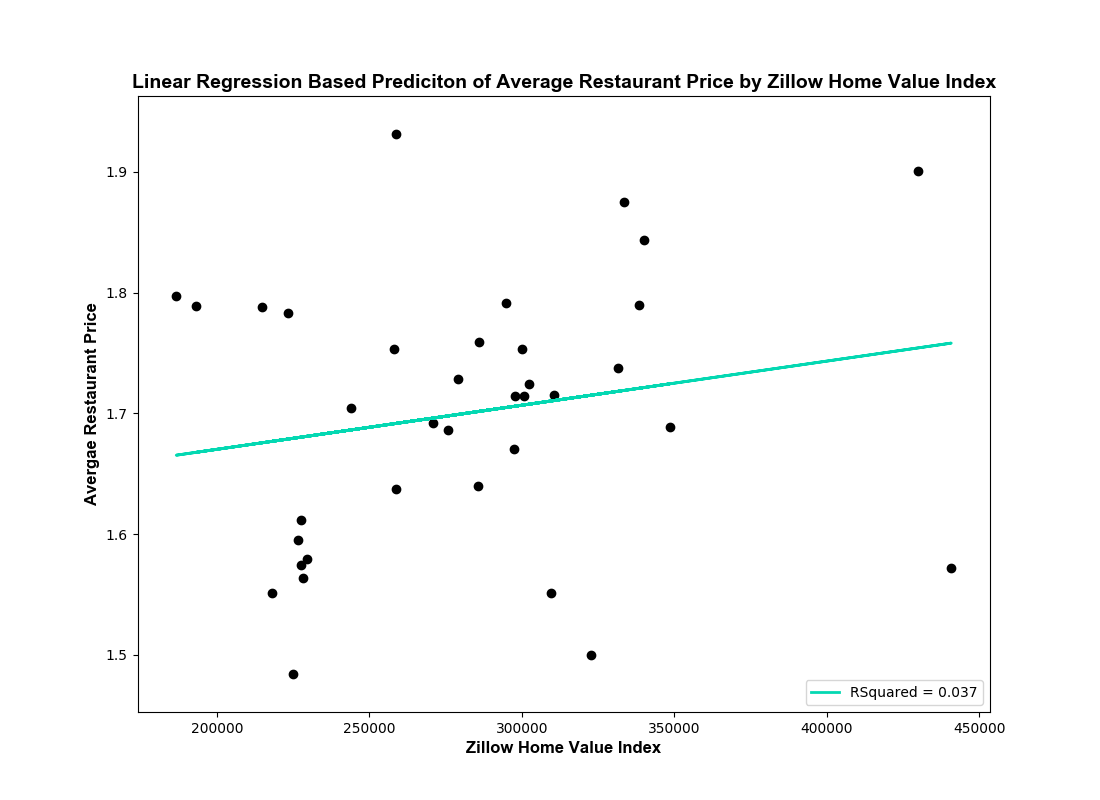 Linear Regression Based Prediciton of Average Restaurant Price by Zillow Home Value Index
Avergae Restaurant Price
1.9
1.8
1.7
1.6
1.5
RSquared = 0.037
200000 250000 300000 350000 400000 450000
Zillow Home Value Index